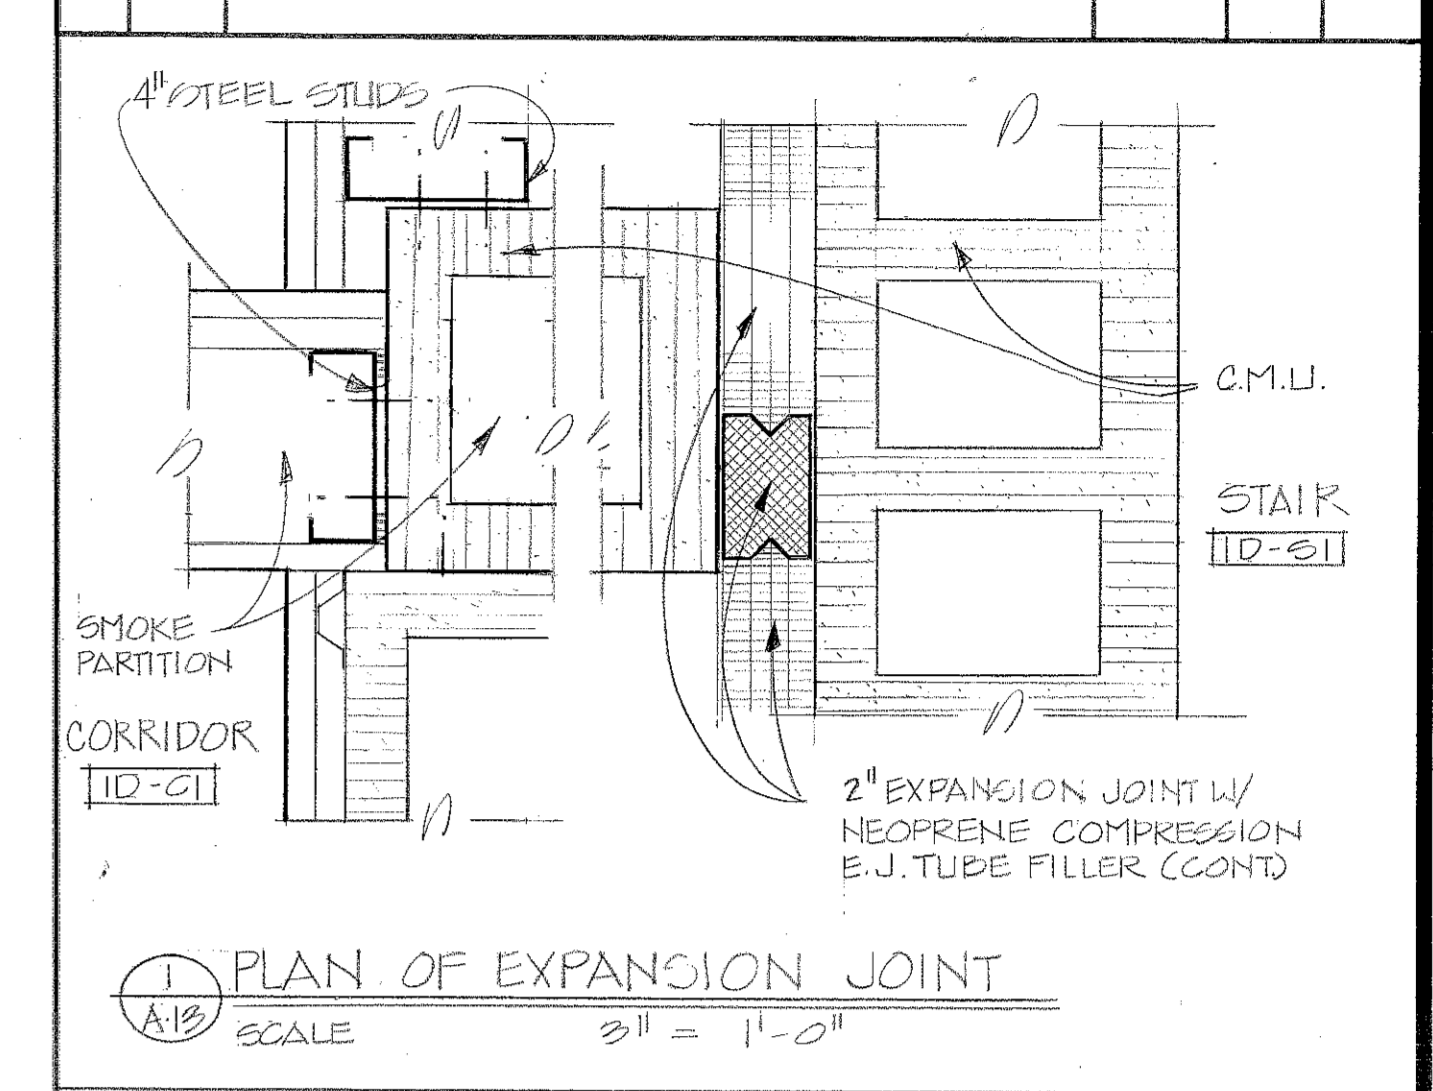 4" STEEL STUDS
C.M.U.
STAIR
1D-S1
SMOKE
PARTITION
CORRIDOR
1D-C1
2" EXPANSION JOINT W/
NEOPRENE COMPRESSION
E.J. TUBE FILLER (CONT.)
1
A-13
PLAN OF EXPANSION JOINT
SCALE 3" = 1'-0"